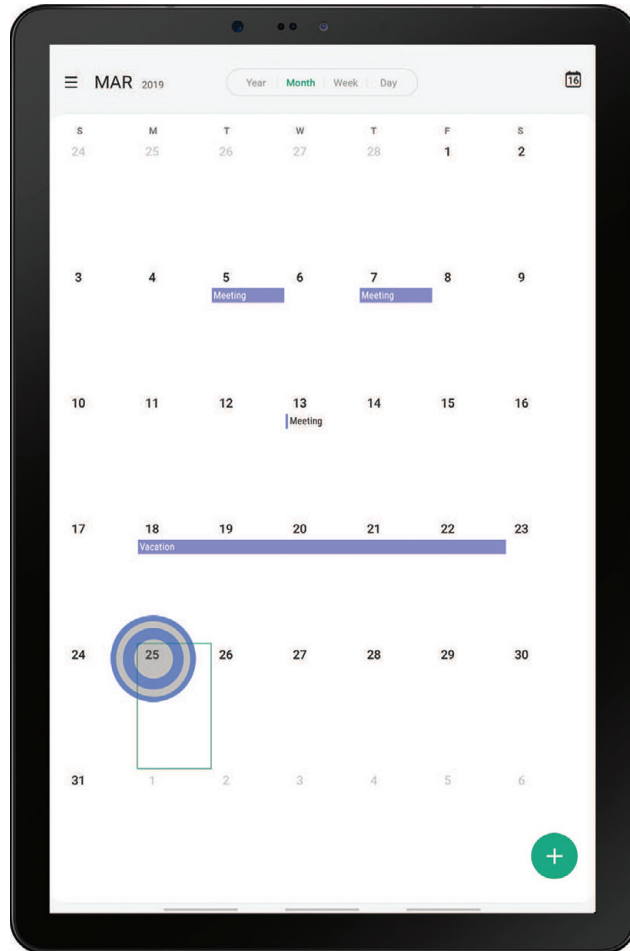 MAR 2019 Year Month Week Day 16
S M T W T F S
24 25 26 27 28 1 2
3 4 5 6 7 8 9
Meeting Meeting
10 11 12 13 14 15 16
Meeting
17 18 19 20 21 22 23
Vacation
24 25 26 27 28 29 30
31 1 2 3 4 5 6